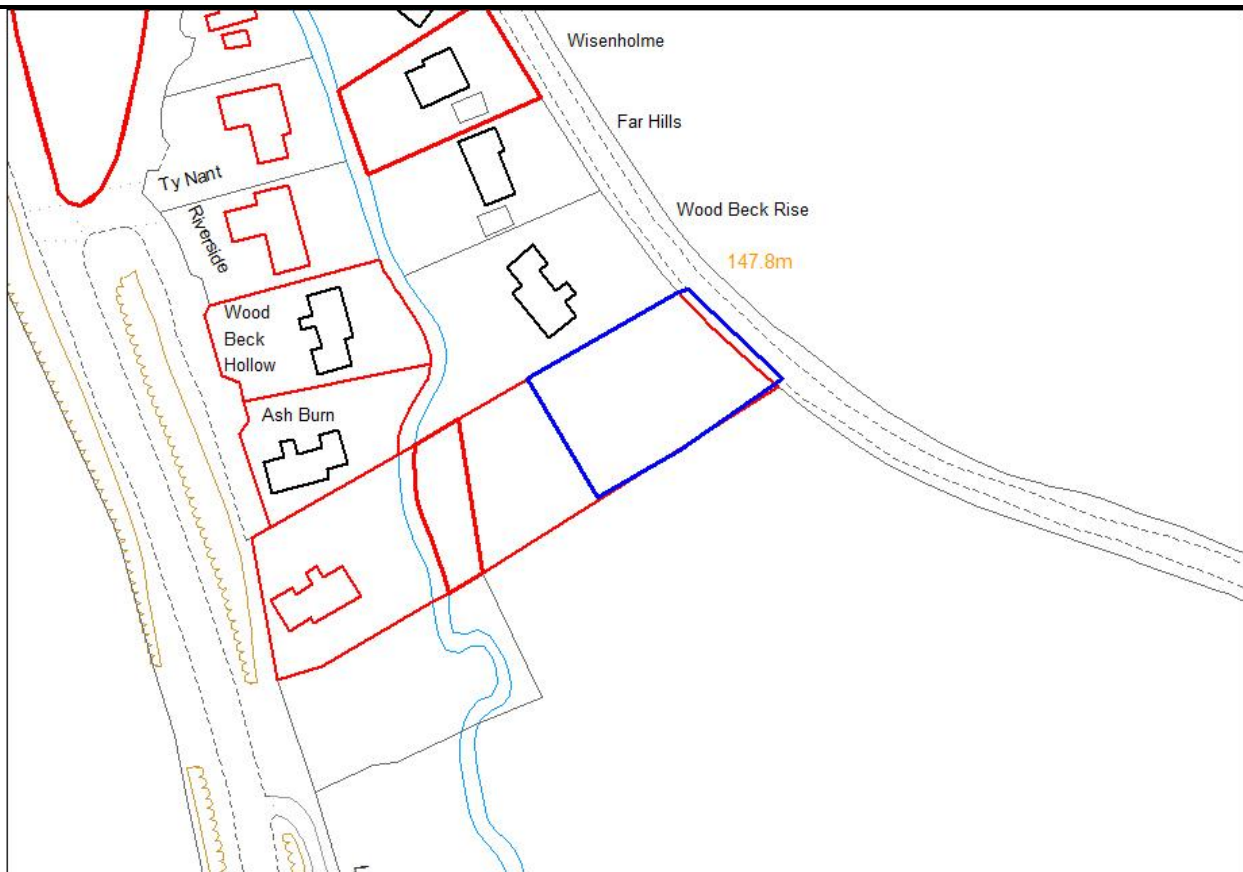 Wisenholme
Far Hills
Ty Nant
Riverside
Wood Beck Rise
147.8m
Wood
Beck
Hollow
Ash Burn